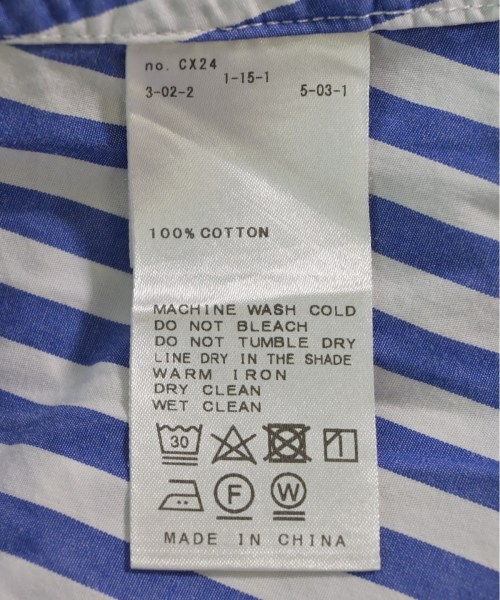 no. CX24
1-15-1
3-02-2 5-03-1
100% COTTON
MACHINE WASH COLD
DO NOT BLEACH
DO NOT TUMBLE DRY
LINE DRY IN THE SHADE
WARM IRON
DRY CLEAN
WET CLEAN
30
F W
MADE IN CHINA